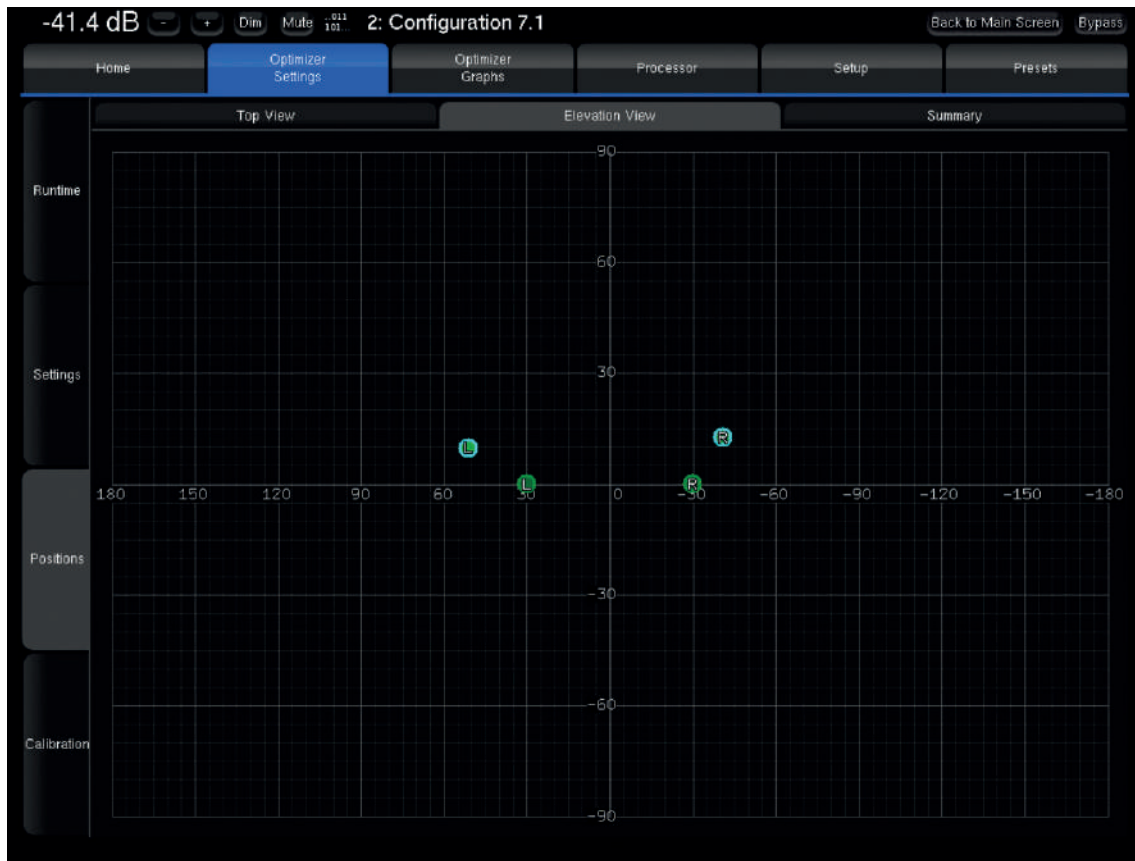 -41.4 dB - + Dim Mute ..011 101... 2: Configuration 7.1 Back to Main Screen Bypass
Home Optimizer Settings Optimizer Graphs Processor Setup Presets
Top View Elevation View Summary
90
Runtime
60
Settings
30
R
L
L R
180 150 120 90 60 30 0 -30 -60 -90 -120 -150 -180
Positions
-30
-60
Calibration
-90